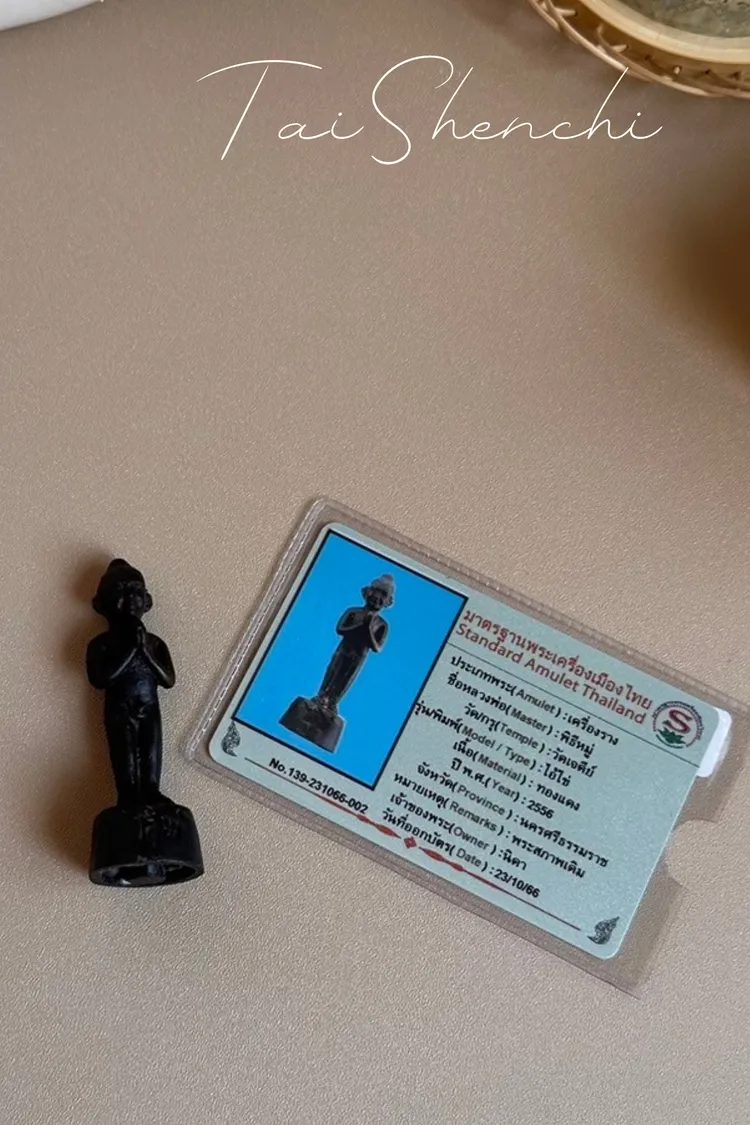 Tai Shenchi
มาตรฐานพระเครื่องเมืองไทย
Standard Amulet Thailand
S
ประเภทพระ(Amulet) : เครื่องราง
ชื่อหลวงพ่อ(Master) : พิธีหมู่
วัด/กรุ(Temple) : วัดเจดีย์
รุ่น/พิมพ์(Model / Type) : ไอ้ไข่
เนื้อ(Material) : ทองแดง
ปี พ.ศ.(Year) : 2556
จังหวัด(Province) : นครศรีธรรมราช
หมายเหตุ( Remarks) : พระสภาพเดิม
เจ้าของพระ(Owner ) : นิดา
วันที่ออกบัตร( Date ) : 23/10/66
No.139-231066-002